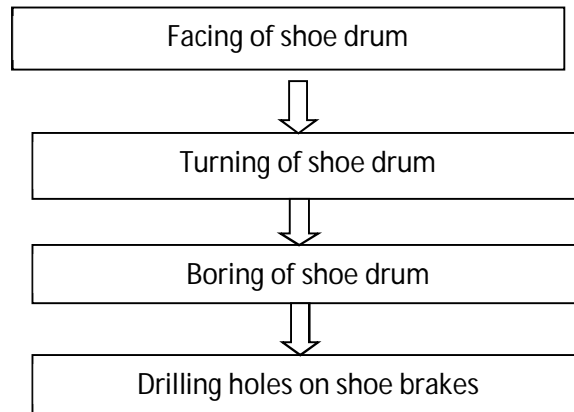 Facing of shoe drum
Turning of shoe drum
Boring of shoe drum
Drilling holes on shoe brakes